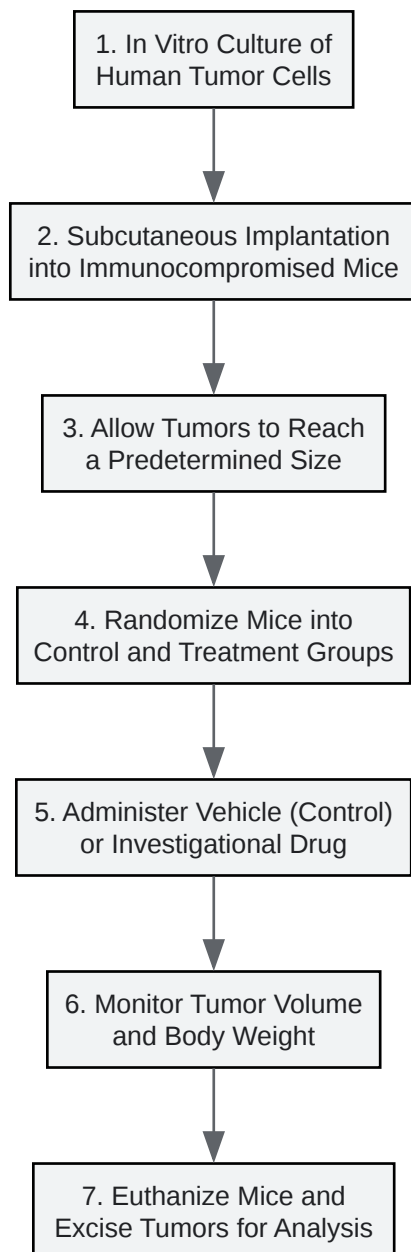 1. In Vitro Culture of
Human Tumor Cells
2. Subcutaneous Implantation
into Immunocompromised Mice
3. Allow Tumors to Reach
a Predetermined Size
4. Randomize Mice into
Control and Treatment Groups
5. Administer Vehicle (Control)
or Investigational Drug
6. Monitor Tumor Volume
and Body Weight
7. Euthanize Mice and
Excise Tumors for Analysis